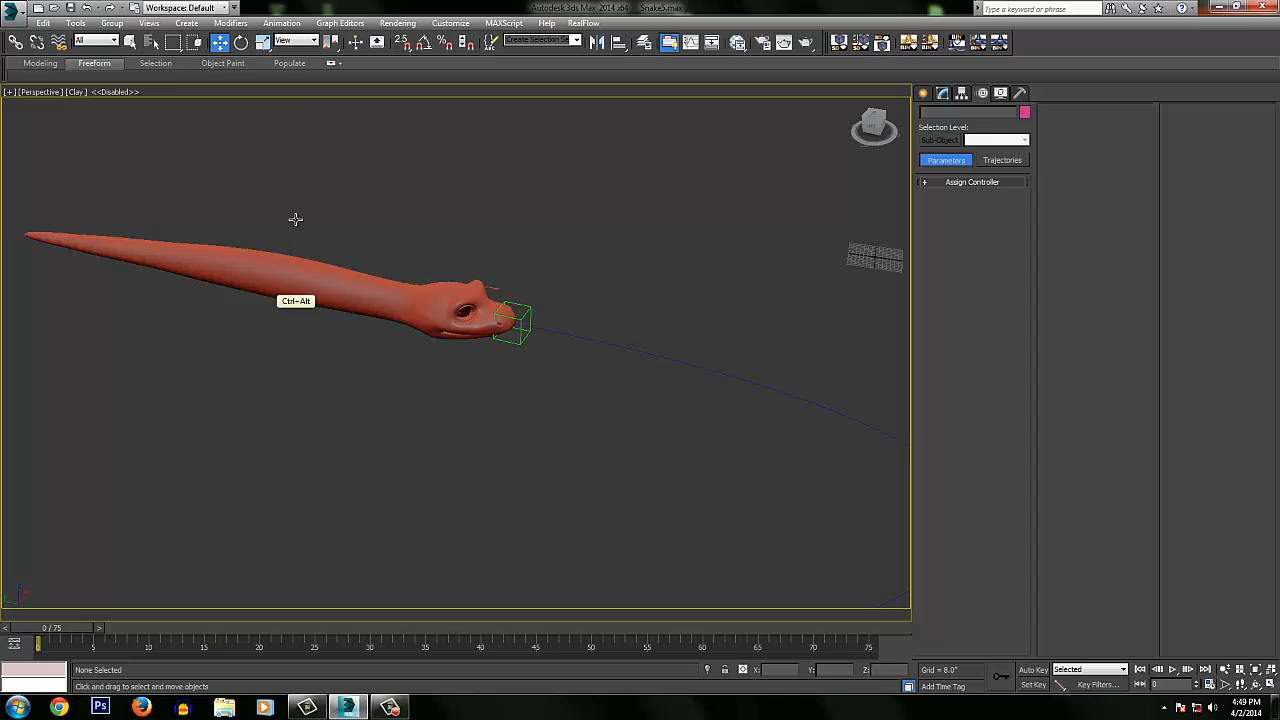 Workspace: Default
Autodesk 3ds Max 2014 x64    Snake5.max
Type a keyword or phrase
Edit Tools Group Views Create Modifiers Animation Graph Editors Rendering Customize MAXScript Help RealFlow
All
View
2.5
Create Selection Se
Modeling Freeform Selection Object Paint Populate
[+] [Perspective] [Clay] <<Disabled>>
Selection Level:
Sub-Object
Parameters Trajectories
+ Assign Controller
Ctrl+Alt
< 0 / 75 >
5 10 15 20 25 30 35 40 45 50 55 60 65 70 75
None Selected
X: Y: Z: Grid = 8.0"
Auto Key Selected
Click and drag to select and move objects
Add Time Tag
Set Key Key Filters... 0
4:49 PM
4/2/2014